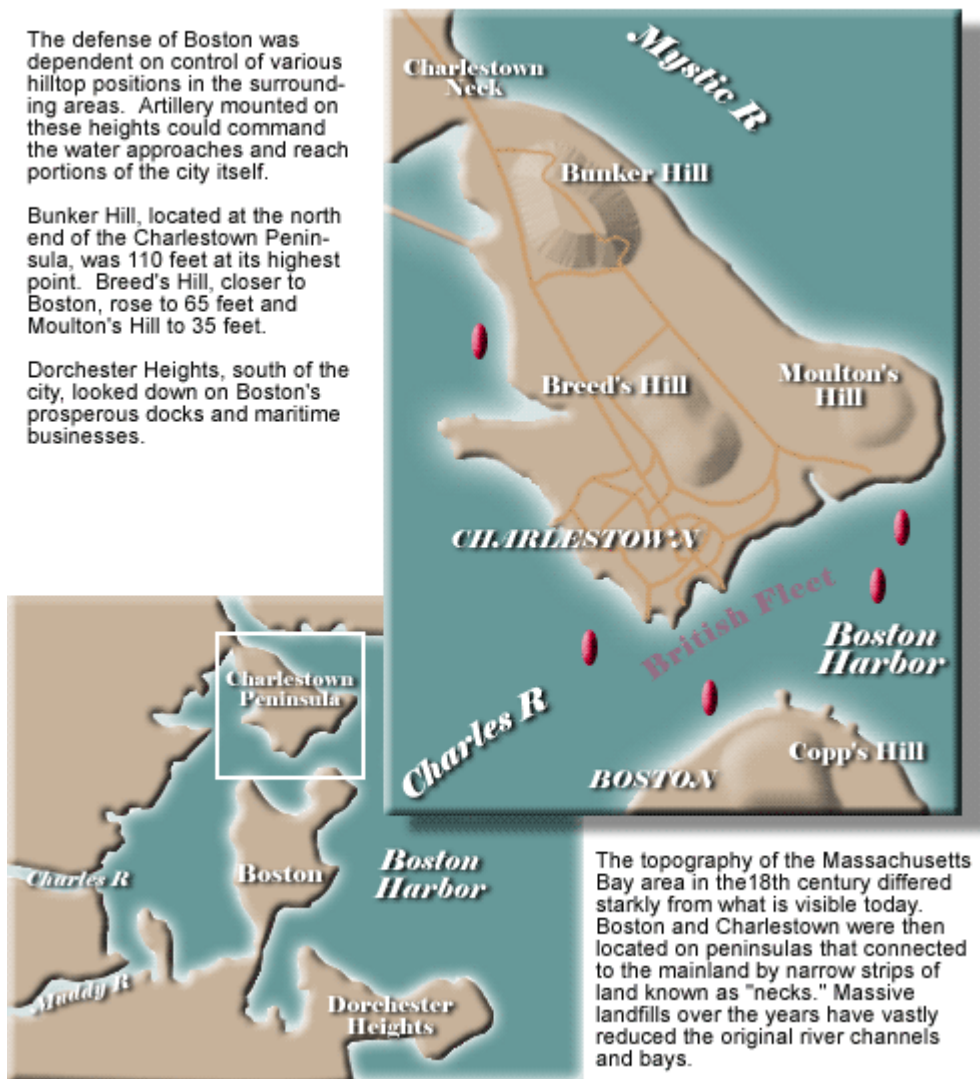 The defense of Boston was
dependent on control of various
hilltop positions in the surround-
ing areas.  Artillery mounted on
these heights could command
the water approaches and reach
portions of the city itself.
Bunker Hill, located at the north
end of the Charlestown Penin-
sula, was 110 feet at its highest
point.  Breed's Hill, closer to
Boston, rose to 65 feet and
Moulton's Hill to 35 feet.
Dorchester Heights, south of the
city, looked down on Boston's
prosperous docks and maritime
businesses.
Mystic R
Charlestown
Neck
Bunker Hill
Breed's Hill
Moulton's
Hill
CHARLESTOWN
British Fleet
Boston
Harbor
Charles R
Copp's Hill
BOSTON
Charlestown
Peninsula
Boston
Boston
Harbor
Charles R
Muddy R
Dorchester
Heights
The topography of the Massachusetts
Bay area in the18th century differed
starkly from what is visible today.
Boston and Charlestown were then
located on peninsulas that connected
to the mainland by narrow strips of
land known as "necks." Massive
landfills over the years have vastly
reduced the original river channels
and bays.